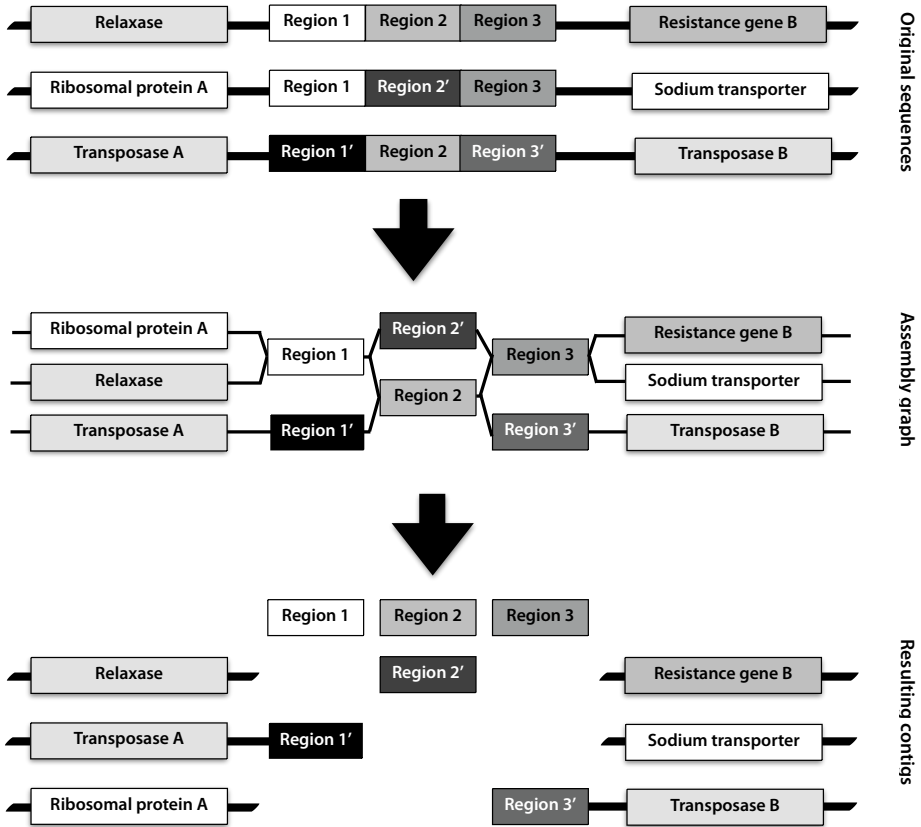 Relaxase Region 1 Region 2 Region 3 Resistance gene B
Ribosomal protein A Region 1 Region 2′ Region 3 Sodium transporter
Transposase A Region 1′ Region 2 Region 3′ Transposase B
Original sequences
Ribosomal protein A Region 2′ Resistance gene B
Region 1 Region 3
Relaxase Region 2 Sodium transporter
Transposase A Region 1′ Region 3′ Transposase B
Assembly graph
Region 1 Region 2 Region 3
Relaxase Region 2′ Resistance gene B
Transposase A Region 1′ Sodium transporter
Ribosomal protein A Region 3′ Transposase B
Resulting contigs